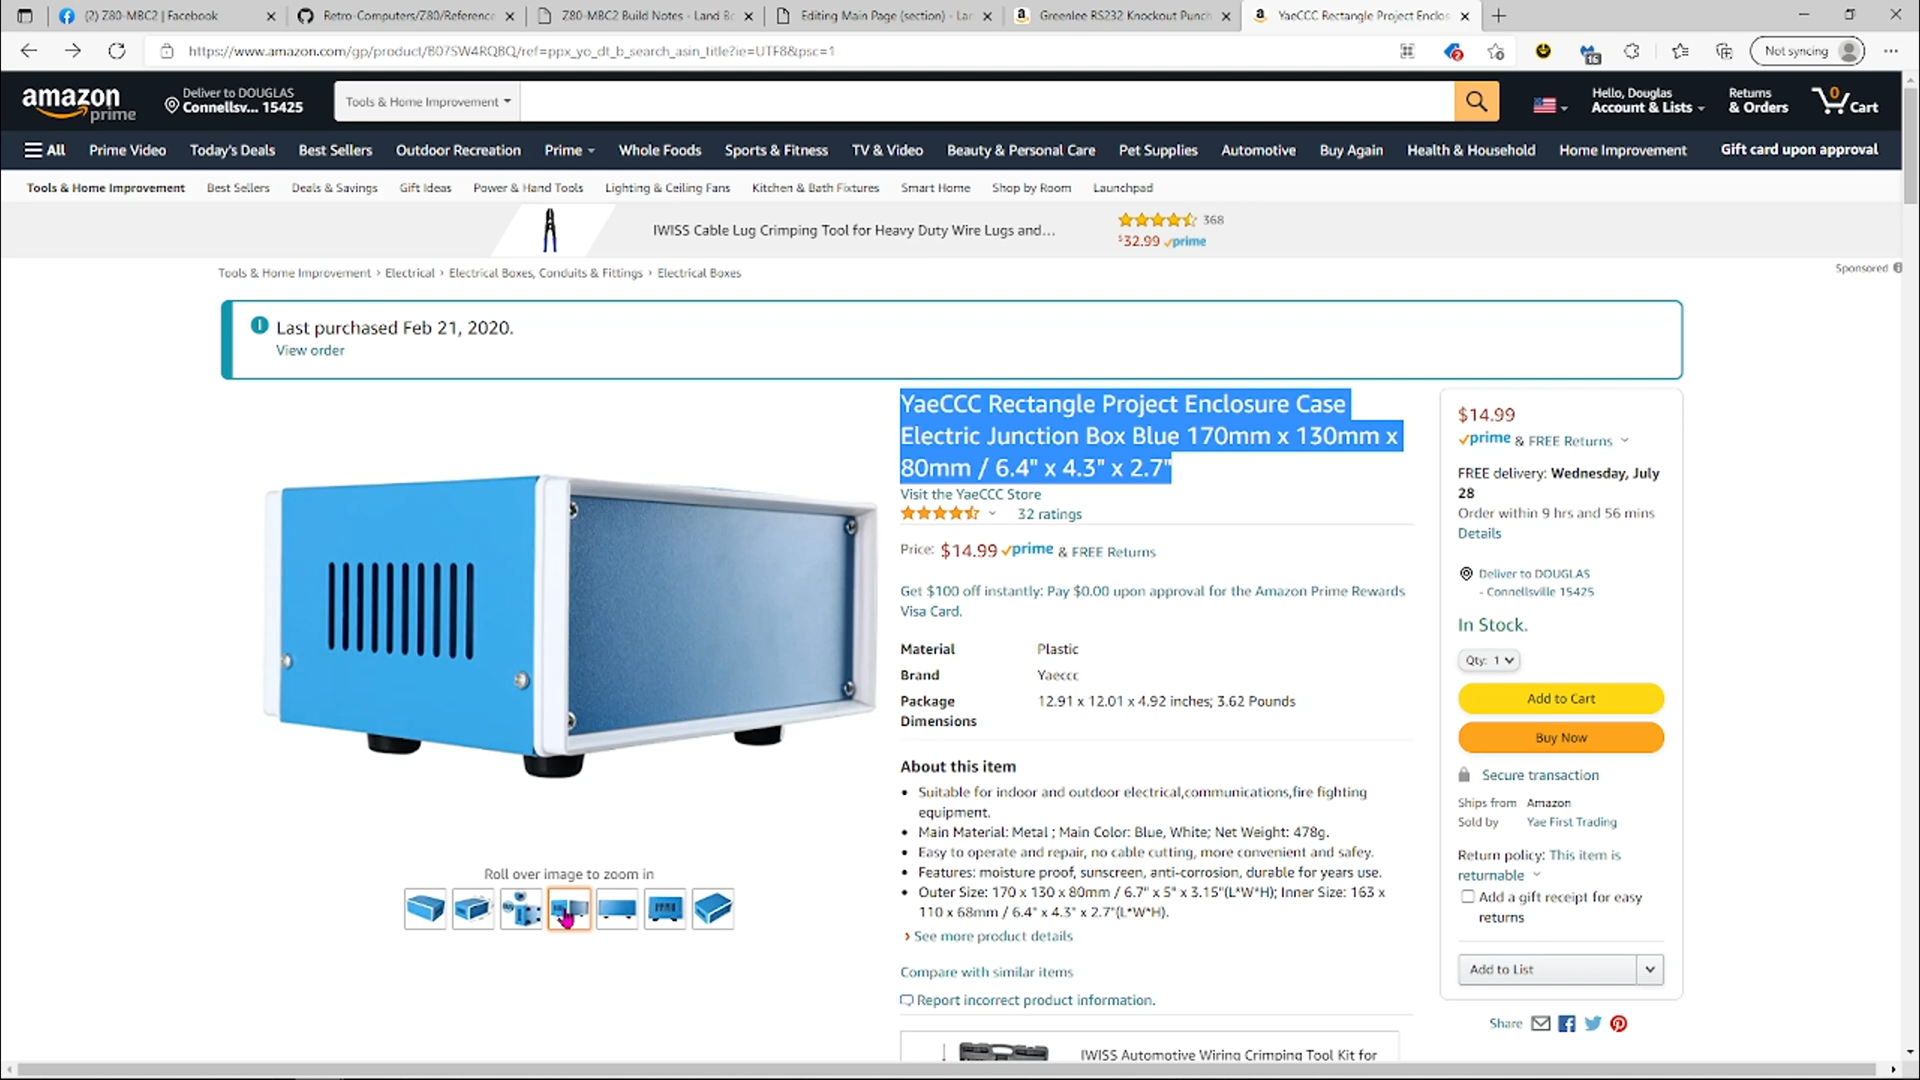 (2) Z80-MBC2 | Facebook
Retro-Computers/Z80/Reference
Z80-MBC2 Build Notes - Land Bo
Editing Main Page (section) - Lan
Greenlee RS232 Knockout Punch
YaeCCC Rectangle Project Enclos
https://www.amazon.com/gp/product/B07SW4RQBQ/ref=ppx_yo_dt_b_search_asin_title?ie=UTF8&psc=1
2
16
Not syncing
amazon
prime
Deliver to DOUGLAS
Connellsv... 15425
Tools & Home Improvement
Hello, Douglas
Account & Lists
Returns
& Orders
0
Cart
All
Prime Video
Today's Deals
Best Sellers
Outdoor Recreation
Prime
Whole Foods
Sports & Fitness
TV & Video
Beauty & Personal Care
Pet Supplies
Automotive
Buy Again
Health & Household
Home Improvement
Gift card upon approval
Tools & Home Improvement
Best Sellers
Deals & Savings
Gift Ideas
Power & Hand Tools
Lighting & Ceiling Fans
Kitchen & Bath Fixtures
Smart Home
Shop by Room
Launchpad
IWISS Cable Lug Crimping Tool for Heavy Duty Wire Lugs and...
368
$32.99 prime
Tools & Home Improvement › Electrical › Electrical Boxes, Conduits & Fittings › Electrical Boxes
Sponsored
Last purchased Feb 21, 2020.
View order
YaeCCC Rectangle Project Enclosure Case
Electric Junction Box Blue 170mm x 130mm x
80mm / 6.4" x 4.3" x 2.7"
Visit the YaeCCC Store
32 ratings
Price: $14.99 prime & FREE Returns
Get $100 off instantly: Pay $0.00 upon approval for the Amazon Prime Rewards
Visa Card.
Material Plastic
Brand Yaeccc
Package 12.91 x 12.01 x 4.92 inches; 3.62 Pounds
Dimensions
About this item
• Suitable for indoor and outdoor electrical,communications,fire fighting
equipment.
• Main Material: Metal ; Main Color: Blue, White; Net Weight: 478g.
• Easy to operate and repair, no cable cutting, more convenient and safey.
• Features: moisture proof, sunscreen, anti-corrosion, durable for years use.
• Outer Size: 170 x 130 x 80mm / 6.7" x 5" x 3.15"(L*W*H); Inner Size: 163 x
110 x 68mm / 6.4" x 4.3" x 2.7"(L*W*H).
› See more product details
Compare with similar items
Report incorrect product information.
IWISS Automotive Wiring Crimping Tool Kit for
Roll over image to zoom in
$14.99
prime & FREE Returns
FREE delivery: Wednesday, July
28
Order within 9 hrs and 56 mins
Details
Deliver to DOUGLAS
- Connellsville 15425
In Stock.
Qty: 1
Add to Cart
Buy Now
Secure transaction
Ships from Amazon
Sold by Yae First Trading
Return policy: This item is
returnable
Add a gift receipt for easy
returns
Add to List
Share